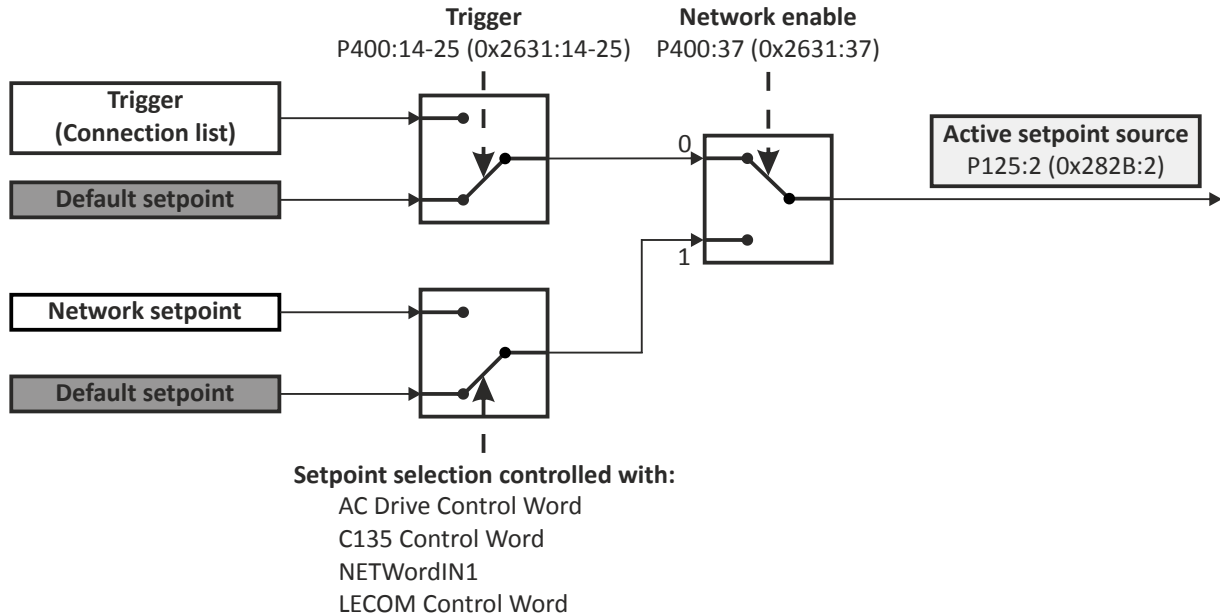 Trigger
P400:14-25 (0x2631:14-25)
Network enable
P400:37 (0x2631:37)
Trigger
(Connection list)
Default setpoint
0
1
Active setpoint source
P125:2 (0x282B:2)
Network setpoint
Default setpoint
Setpoint selection controlled with:
AC Drive Control Word
C135 Control Word
NETWordIN1
LECOM Control Word